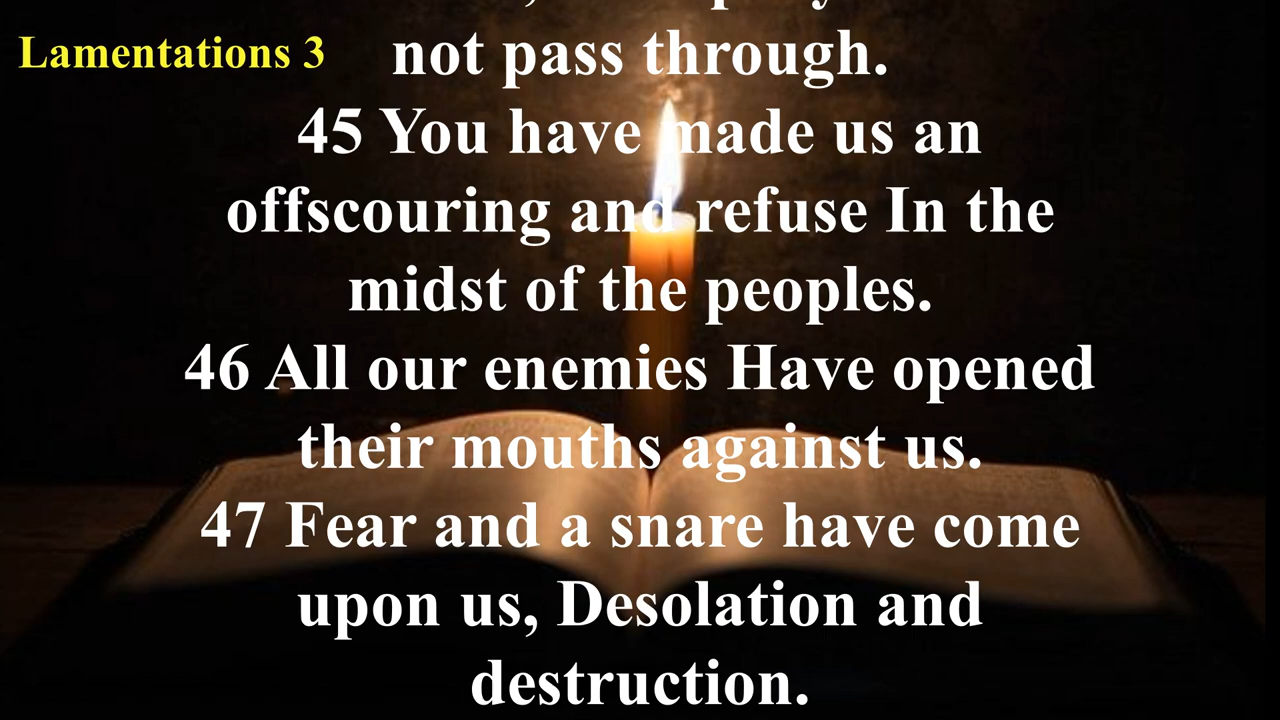 Lamentations 3
not pass through.
45 You have made us an
offscouring and refuse In the
midst of the peoples.
46 All our enemies Have opened
their mouths against us.
47 Fear and a snare have come
upon us, Desolation and
destruction.